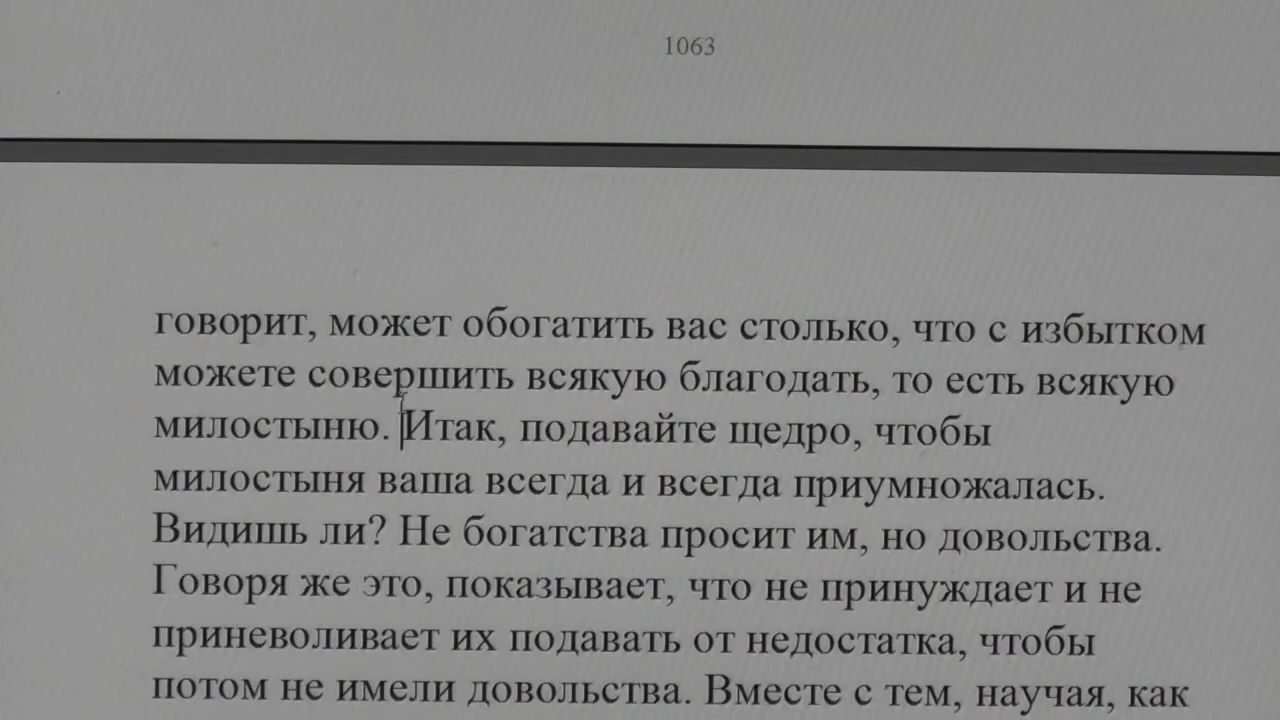 1063
говорит, может обогатить вас столько, что с избытком
можете совершить всякую благодать, то есть всякую
милостыню. Итак, подавайте щедро, чтобы
милостыня ваша всегда и всегда приумножалась.
Видишь ли? Не богатства просит им, но довольства.
Говоря же это, показывает, что не принуждает и не
приневоливает их подавать от недостатка, чтобы
потом не имели довольства. Вместе с тем, научая, как